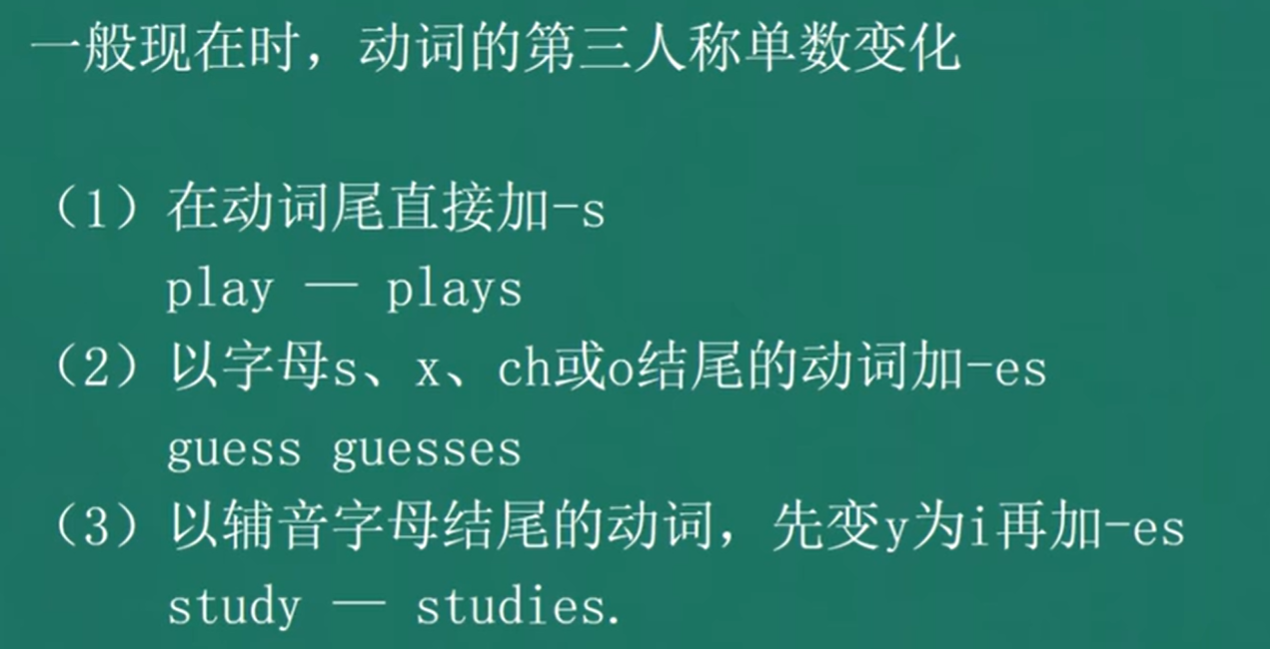 一般现在时，动词的第三人称单数变化
（1）在动词尾直接加-s
play — plays
（2）以字母s、x、ch或o结尾的动词加-es
guess guesses
（3）以辅音字母结尾的动词，先变y为i再加-es
study — studies.